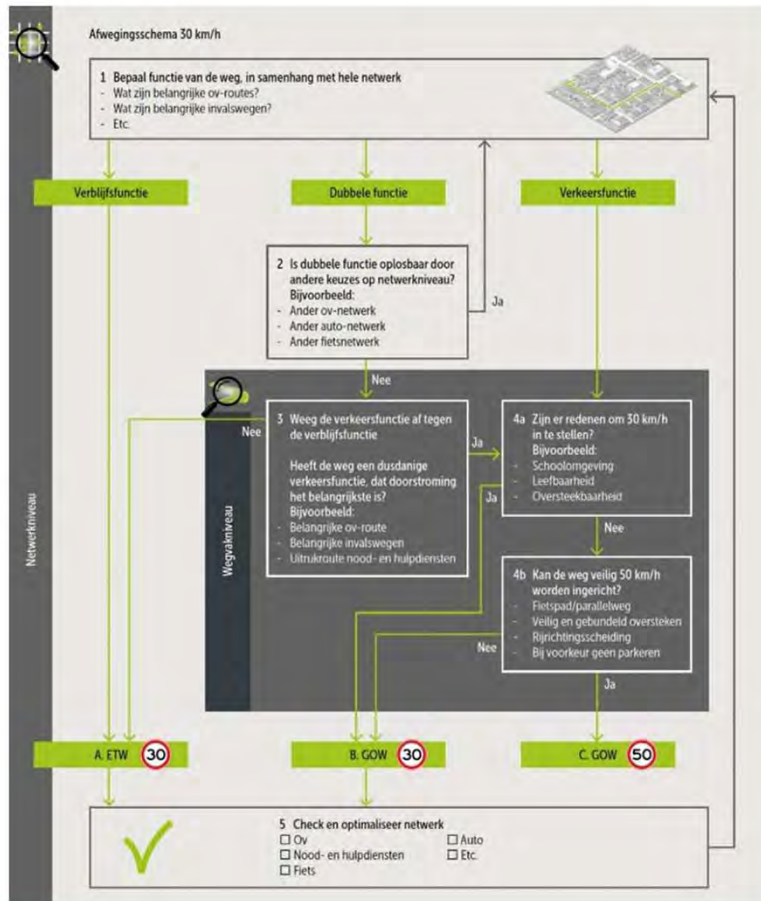 Afwegingsschema 30 km/h
1 Bepaal functie van de weg, in samenhang met hele netwerk
- Wat zijn belangrijke ov-routes?
- Wat zijn belangrijke invalswegen?
- Etc.
Verblijfsfunctie
Dubbele functie
Verkeersfunctie
2 Is dubbele functie oplosbaar door
andere keuzes op netwerkniveau?
Bijvoorbeeld:
- Ander ov-netwerk
- Ander auto-netwerk
- Ander fietsnetwerk
Ja
Nee
Netwerkniveau
Wegvakniveau
3 Weeg de verkeersfunctie af tegen
de verblijfsfunctie
Heeft de weg een dusdanige
verkeersfunctie, dat doorstroming
het belangrijkste is?
Bijvoorbeeld:
- Belangrijke ov-route
- Belangrijke invalswegen
- Uitrukroute nood- en hulpdiensten
Nee
Ja
4a Zijn er redenen om 30 km/h
in te stellen?
Bijvoorbeeld:
- Schoolomgeving
- Leefbaarheid
- Oversteekbaarheid
Ja
Nee
4b Kan de weg veilig 50 km/h
worden ingericht?
- Fietspad/parallelweg
- Veilig en gebundeld oversteken
- Rijrichtingsscheiding
- Bij voorkeur geen parkeren
Nee
Ja
A. ETW 30
B. GOW 30
C. GOW 50
5 Check en optimaliseer netwerk
Ov
Nood- en hulpdiensten
Fiets
Auto
Etc.